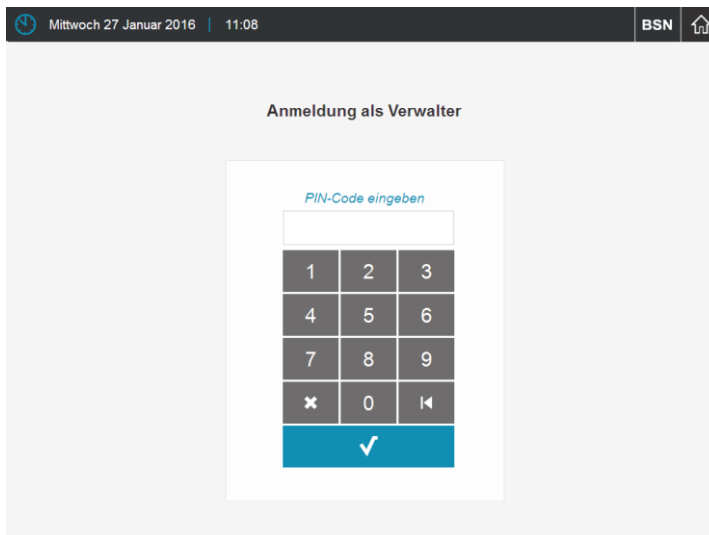 Mittwoch 27 Januar 2016 | 11:08 BSN
Anmeldung als Verwalter
PIN-Code eingeben
1 2 3
4 5 6
7 8 9
0